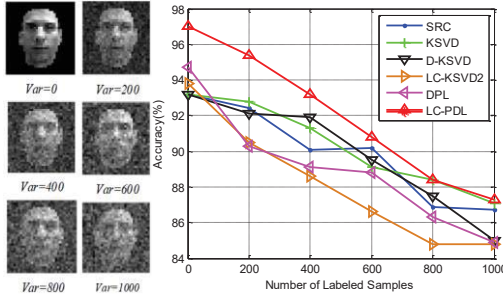 Var=0
Var=200
Var=400
Var=600
Var=800
Var=1000
98
96
94
92
90
88
86
84
Accuracy(%)
SRC
KSVD
D-KSVD
LC-KSVD2
DPL
LC-PDL
0
200
400
600
800
1000
Number of Labeled Samples